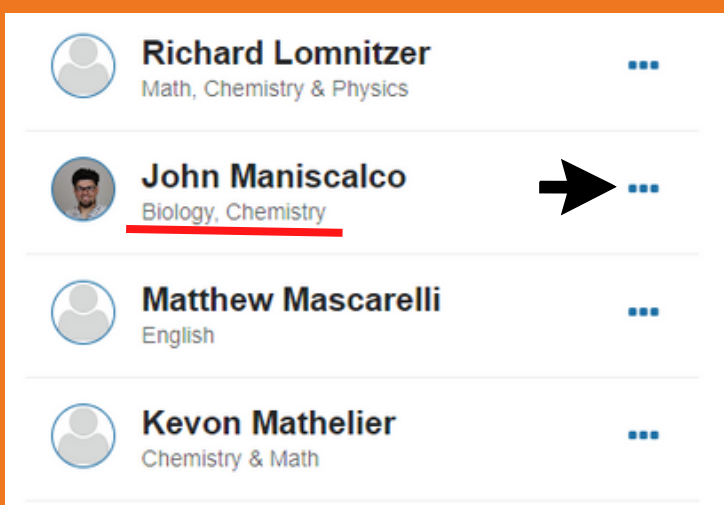 Richard Lomnitzer
Math, Chemistry & Physics
John Maniscalco
Biology, Chemistry
Matthew Mascarelli
English
Kevon Mathelier
Chemistry & Math